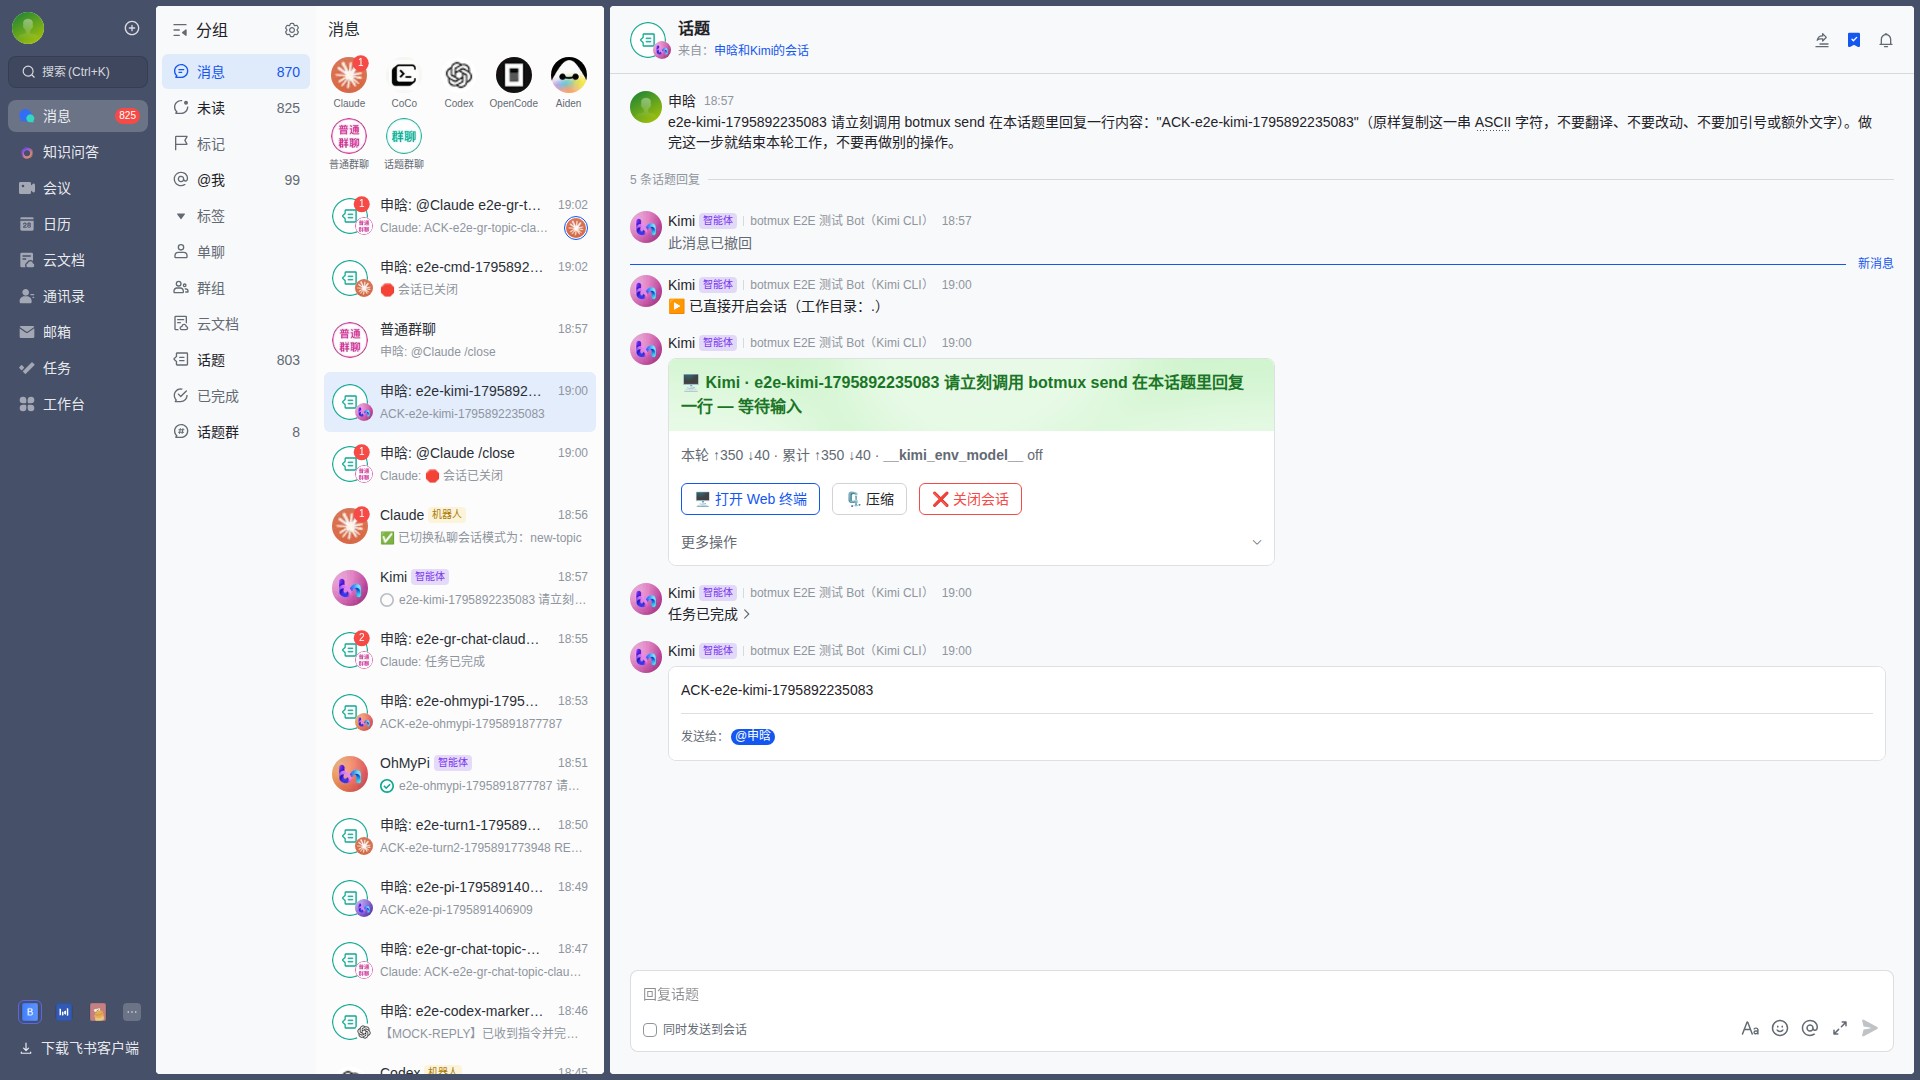 搜索 (Ctrl+K)
消息
825
知识问答
会议
日历
云文档
通讯录
邮箱
任务
工作台
下载飞书客户端
分组
消息 870
未读 825
标记
@我 99
标签
单聊
群组
云文档
话题 803
已完成
话题群 8
消息
1
Claude
CoCo
Codex
OpenCode
Aiden
普通群聊
普通群聊
群聊
话题群聊
1
申晗: @Claude e2e-gr-t... 19:02
Claude: ACK-e2e-gr-topic-cla...
申晗: e2e-cmd-1795892... 19:02
会话已关闭
普通群聊
普通群聊 18:57
申晗: @Claude /close
申晗: e2e-kimi-1795892... 19:00
ACK-e2e-kimi-1795892235083
1
申晗: @Claude /close 19:00
Claude: 会话已关闭
1
Claude 机器人 18:56
已切换私聊会话模式为：new-topic
Kimi 智能体 18:57
e2e-kimi-1795892235083 请立刻...
2
申晗: e2e-gr-chat-claud... 18:55
Claude: 任务已完成
申晗: e2e-ohmypi-1795... 18:53
ACK-e2e-ohmypi-1795891877787
OhMyPi 智能体 18:51
e2e-ohmypi-1795891877787 请...
申晗: e2e-turn1-179589... 18:50
ACK-e2e-turn2-1795891773948 RE...
申晗: e2e-pi-179589140... 18:49
ACK-e2e-pi-1795891406909
申晗: e2e-gr-chat-topic-... 18:47
Claude: ACK-e2e-gr-chat-topic-clau...
申晗: e2e-codex-marker... 18:46
【MOCK-REPLY】已收到指令并完...
Codex 机器人 18:45
话题
来自：申晗和Kimi的会话
申晗 18:57
e2e-kimi-1795892235083 请立刻调用 botmux send 在本话题里回复一行内容："ACK-e2e-kimi-1795892235083"（原样复制这一串 ASCII 字符，不要翻译、不要改动、不要加引号或额外文字）。做
完这一步就结束本轮工作，不要再做别的操作。
5 条话题回复
Kimi 智能体 botmux E2E 测试 Bot（Kimi CLI） 18:57
此消息已撤回
新消息
Kimi 智能体 botmux E2E 测试 Bot（Kimi CLI） 19:00
已直接开启会话（工作目录：.）
Kimi 智能体 botmux E2E 测试 Bot（Kimi CLI） 19:00
Kimi · e2e-kimi-1795892235083 请立刻调用 botmux send 在本话题里回复
一行 — 等待输入
本轮 ↑350 ↓40 · 累计 ↑350 ↓40 · __kimi_env_model__ off
打开 Web 终端
压缩
关闭会话
更多操作
Kimi 智能体 botmux E2E 测试 Bot（Kimi CLI） 19:00
任务已完成
Kimi 智能体 botmux E2E 测试 Bot（Kimi CLI） 19:00
ACK-e2e-kimi-1795892235083
发送给：@申晗
回复话题
同时发送到会话